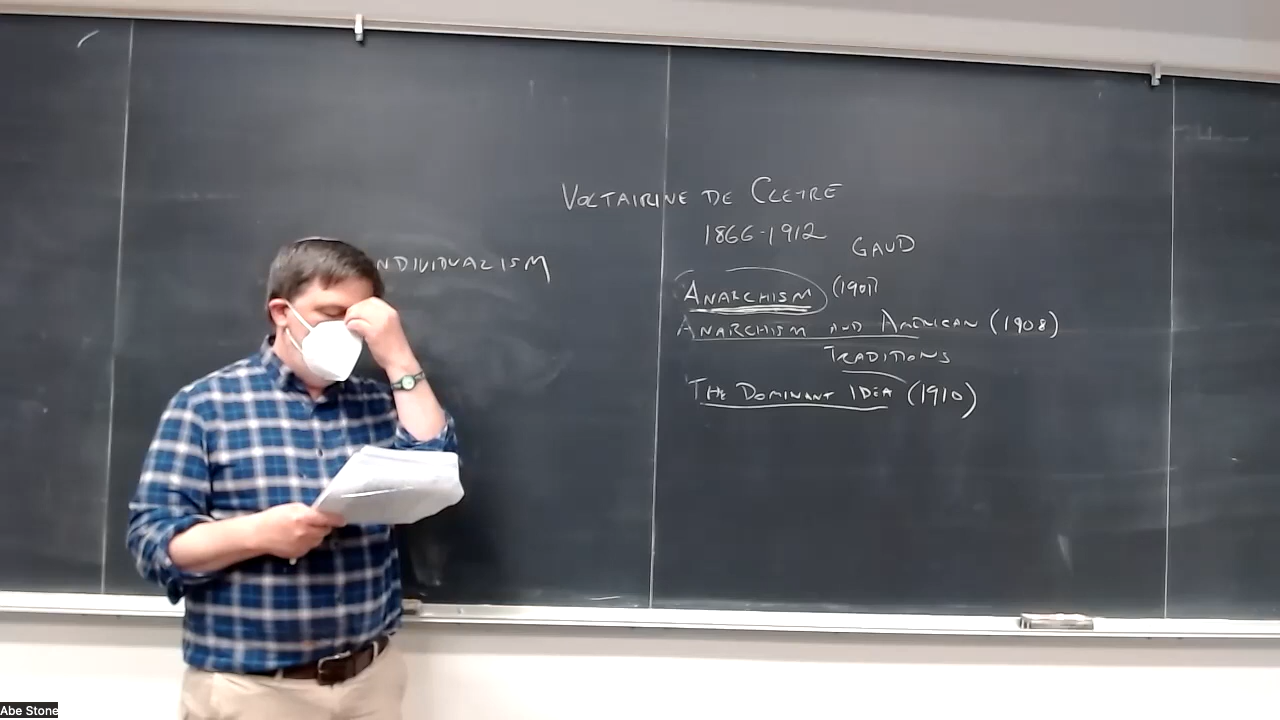 VOLTAIRINE DE CLEYRE
1866-1912
GAUD
NDIVIDUALISM
ANARCHISM (1901)
ANARCHISM AND AMERICAN (1908)
TRADITIONS
THE DOMINANT IDEA (1910)
Abe Stone